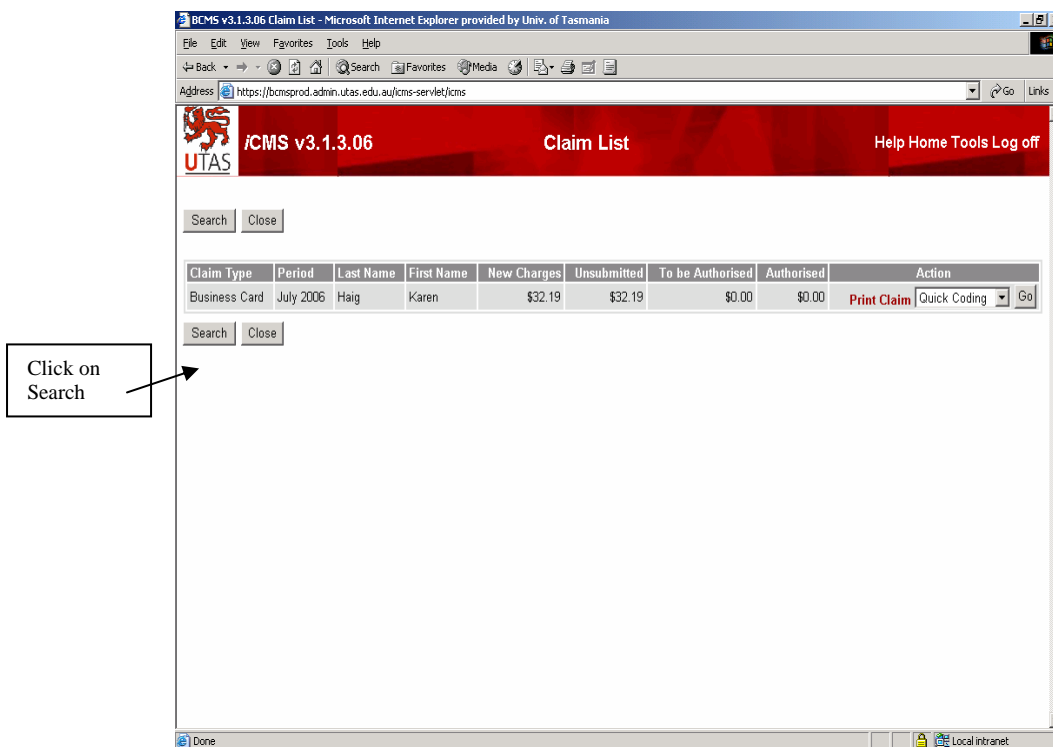 BCMS v3.1.3.06 Claim List - Microsoft Internet Explorer provided by Univ. of Tasmania
File Edit View Favorites Tools Help
Back Search Favorites Media
Address https://bcmsprod.admin.utas.edu.au/icms-servlet/icms Go Links
UTAS iCMS v3.1.3.06 Claim List Help Home Tools Log off
Search Close
Claim Type Period Last Name First Name New Charges Unsubmitted To be Authorised Authorised Action
Business Card July 2006 Haig Karen $32.19 $32.19 $0.00 $0.00 Print Claim Quick Coding Go
Search Close
Click on
Search
Done Local intranet